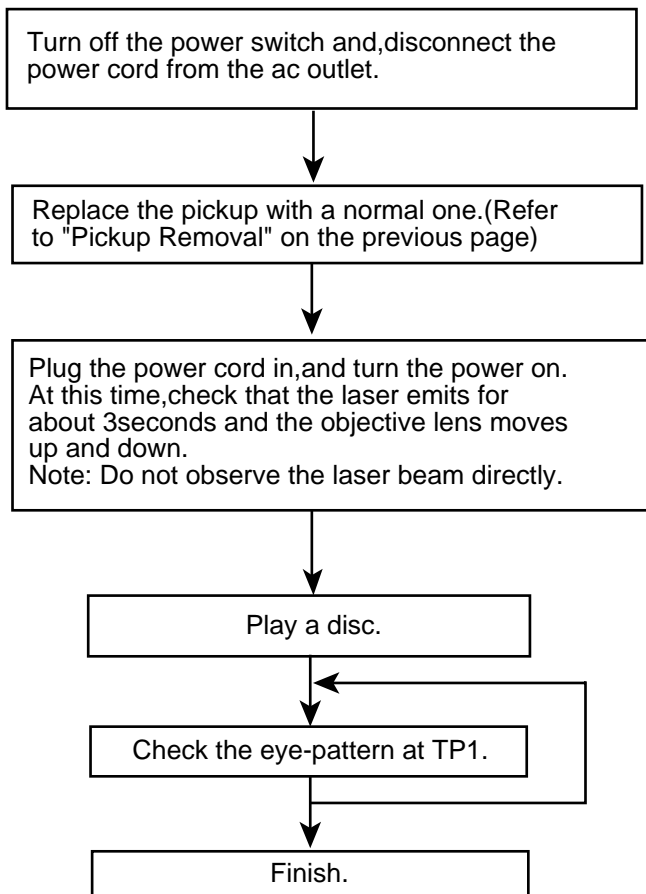 Turn off the power switch and,disconnect the
power cord from the ac outlet.
Replace the pickup with a normal one.(Refer
to "Pickup Removal" on the previous page)
Plug the power cord in,and turn the power on.
At this time,check that the laser emits for
about 3seconds and the objective lens moves
up and down.
Note: Do not observe the laser beam directly.
Play a disc.
Check the eye-pattern at TP1.
Finish.